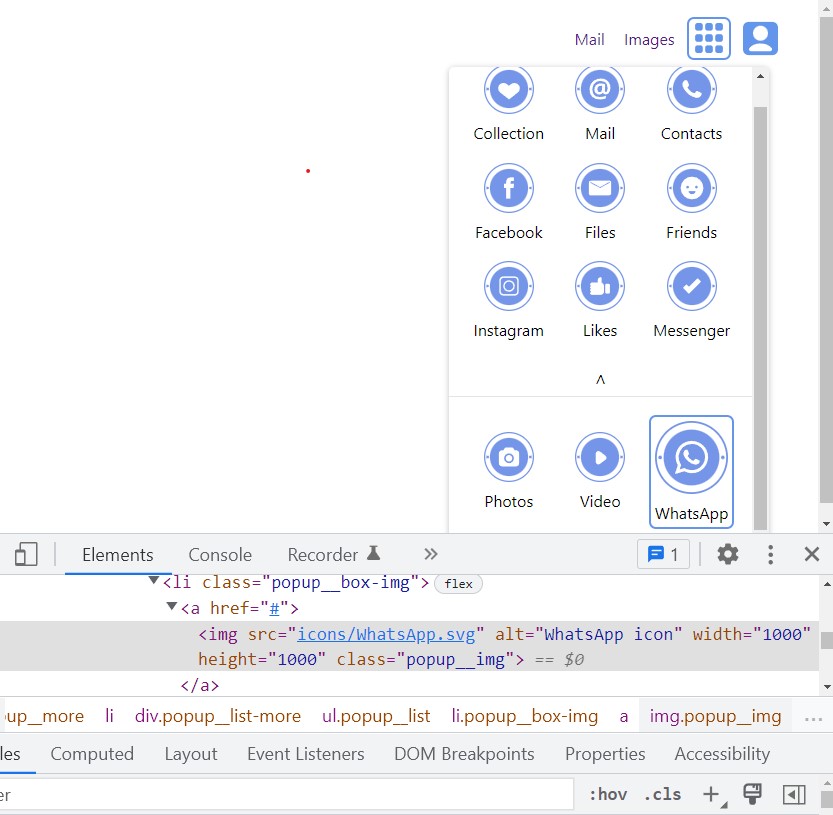 Mail Images
Collection Mail Contacts
Facebook Files Friends
Instagram Likes Messenger
^
Photos Video WhatsApp
Elements Console Recorder » 1
<li class="popup__box-img"> flex
<a href="#">
<img src="icons/WhatsApp.svg" alt="WhatsApp icon" width="1000"
height="1000" class="popup__img"> == $0
</a>
up__more li div.popup__list-more ul.popup__list li.popup__box-img a img.popup__img ...
les Computed Layout Event Listeners DOM Breakpoints Properties Accessibility
er :hov .cls +